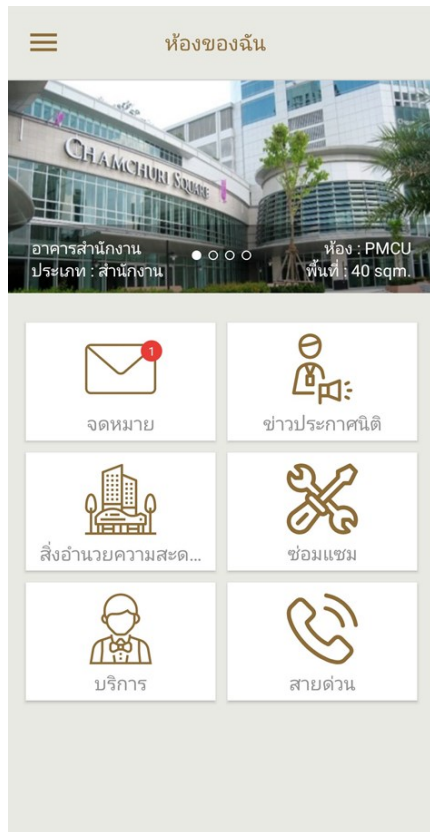 ห้องของฉัน
CHAMCHURI SQUARE
อาคารสำนักงาน
ประเภท : สำนักงาน
ห้อง : PMCU
พื้นที่ : 40 sqm.
1
จดหมาย
ข่าวประกาศนิติ
สิ่งอำนวยความสะด...
ซ่อมแซม
บริการ
สายด่วน